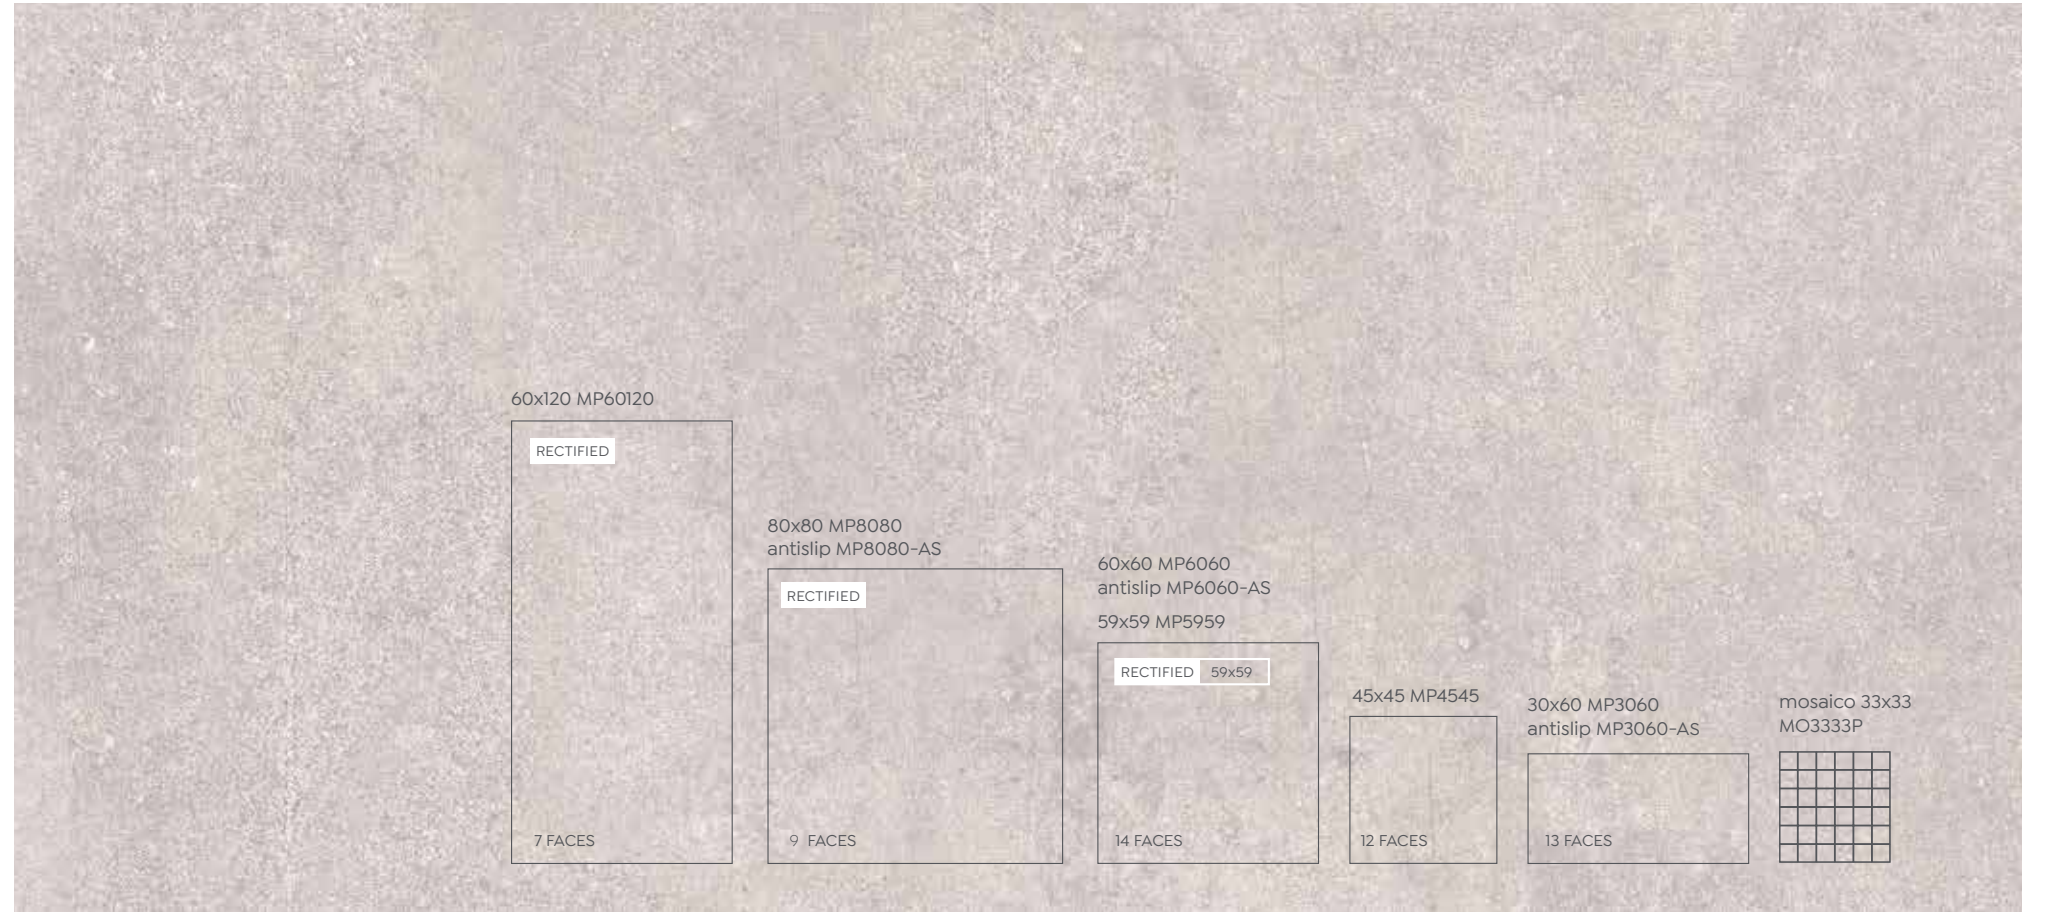 60x120 MP60120
RECTIFIED
7 FACES
80x80 MP8080
antislip MP8080-AS
RECTIFIED
9 FACES
60x60 MP6060
antislip MP6060-AS
59x59 MP5959
RECTIFIED 59x59
14 FACES
45x45 MP4545
12 FACES
30x60 MP3060
antislip MP3060-AS
13 FACES
mosaico 33x33
MO3333P